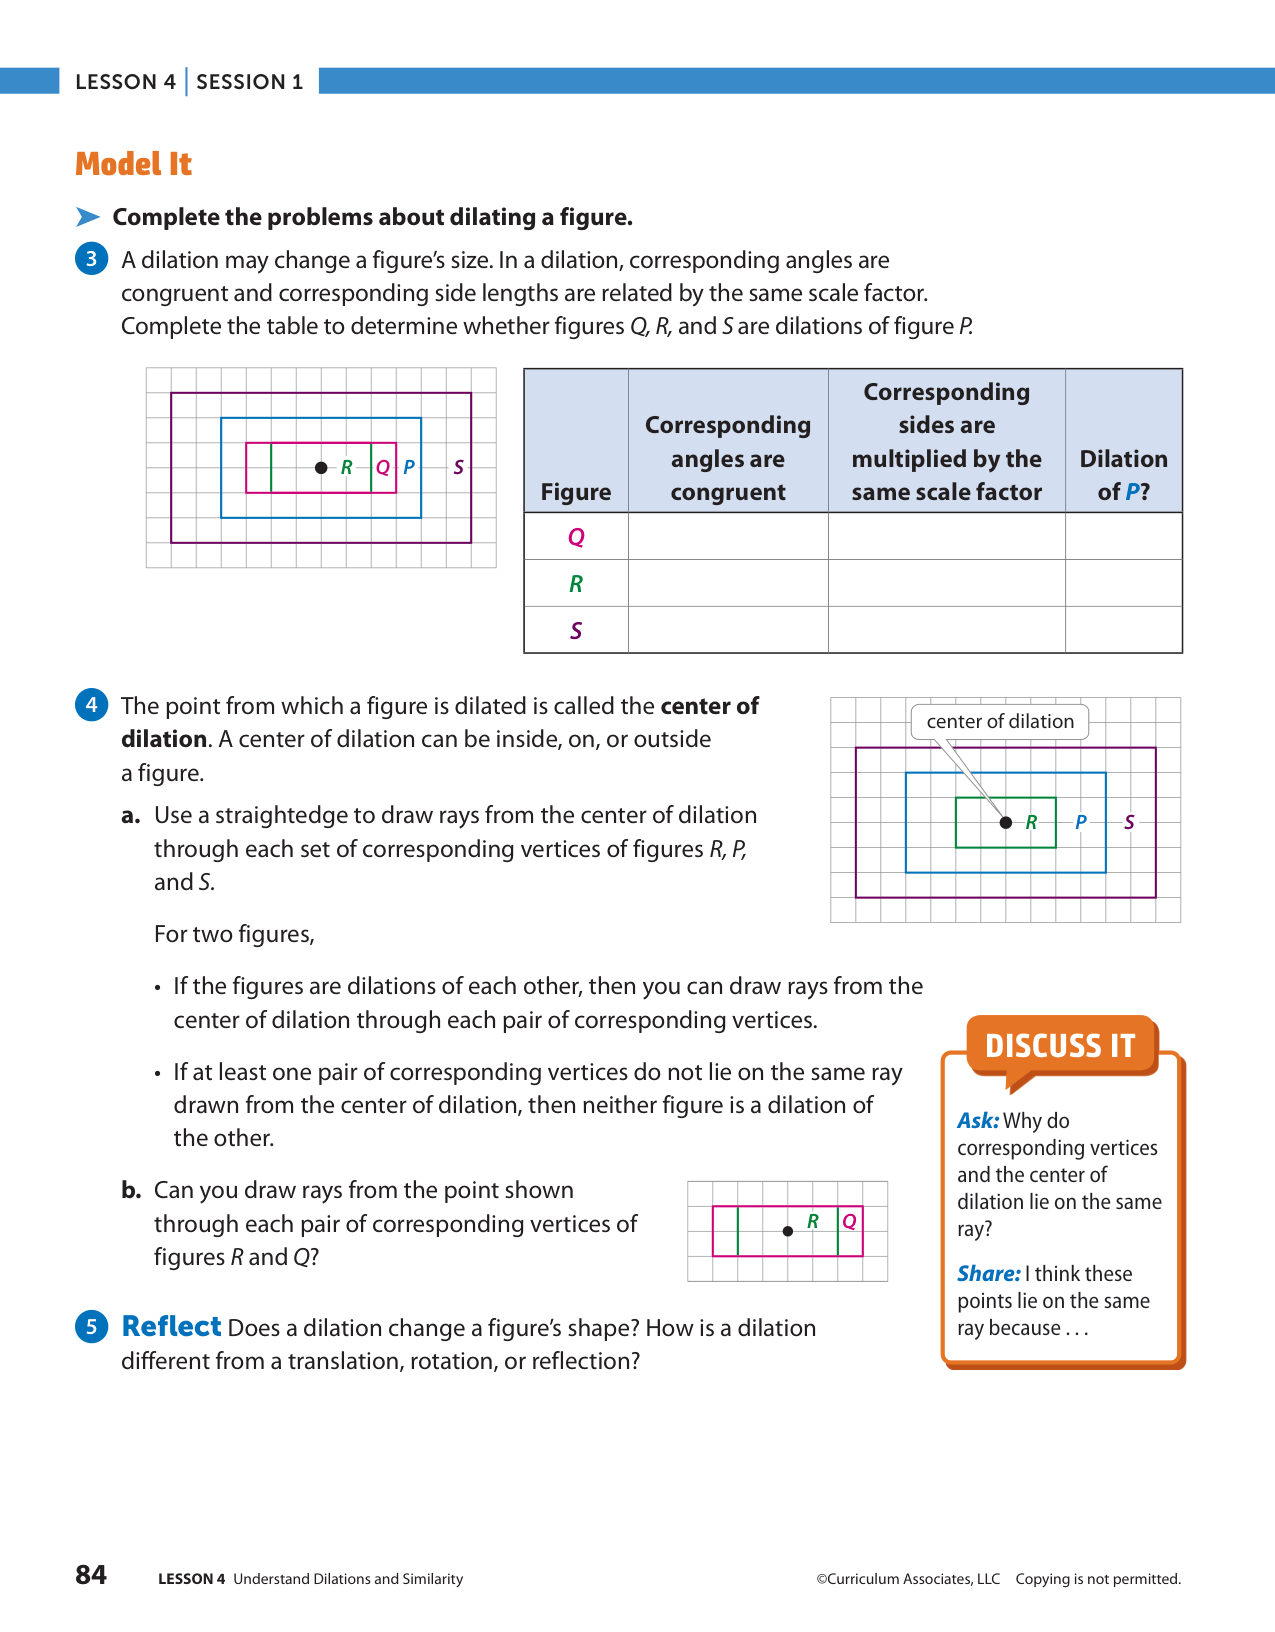 LESSON 4 | SESSION 1
Model It
Complete the problems about dilating a figure.
3 A dilation may change a figure’s size. In a dilation, corresponding angles are
congruent and corresponding side lengths are related by the same scale factor.
Complete the table to determine whether figures Q, R, and S are dilations of figure P.
R Q P S
Figure
Corresponding
angles are
congruent
Corresponding
sides are
multiplied by the
same scale factor
Dilation
of P?
Q
R
S
4 The point from which a figure is dilated is called the center of
dilation. A center of dilation can be inside, on, or outside
a figure.
center of dilation
R P S
a. Use a straightedge to draw rays from the center of dilation
through each set of corresponding vertices of figures R, P,
and S.
For two figures,
• If the figures are dilations of each other, then you can draw rays from the
center of dilation through each pair of corresponding vertices.
• If at least one pair of corresponding vertices do not lie on the same ray
drawn from the center of dilation, then neither figure is a dilation of
the other.
b. Can you draw rays from the point shown
through each pair of corresponding vertices of
figures R and Q?
R Q
DISCUSS IT
Ask: Why do
corresponding vertices
and the center of
dilation lie on the same
ray?
Share: I think these
points lie on the same
ray because . . .
5 Reflect Does a dilation change a figure’s shape? How is a dilation
different from a translation, rotation, or reflection?
84
LESSON 4 Understand Dilations and Similarity
©Curriculum Associates, LLC Copying is not permitted.